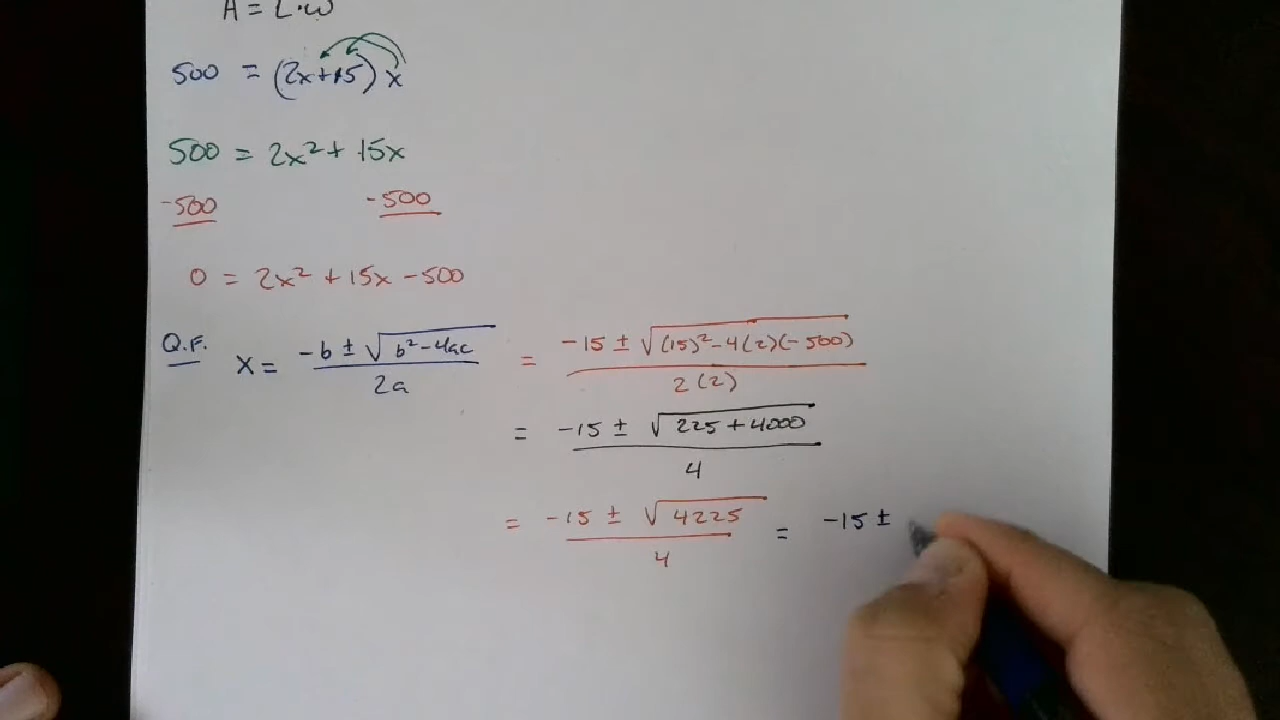 A = L·w
500 = (2x+15)x
500 = 2x² + 15x
-500 -500
0 = 2x² + 15x - 500
Q.F. x = (-b ± √(b² - 4ac))/2a = (-15 ± √((15)² - 4(2)(-500)))/2(2)
= (-15 ± √(225 + 4000))/4
= (-15 ± √4225)/4 = -15 ±